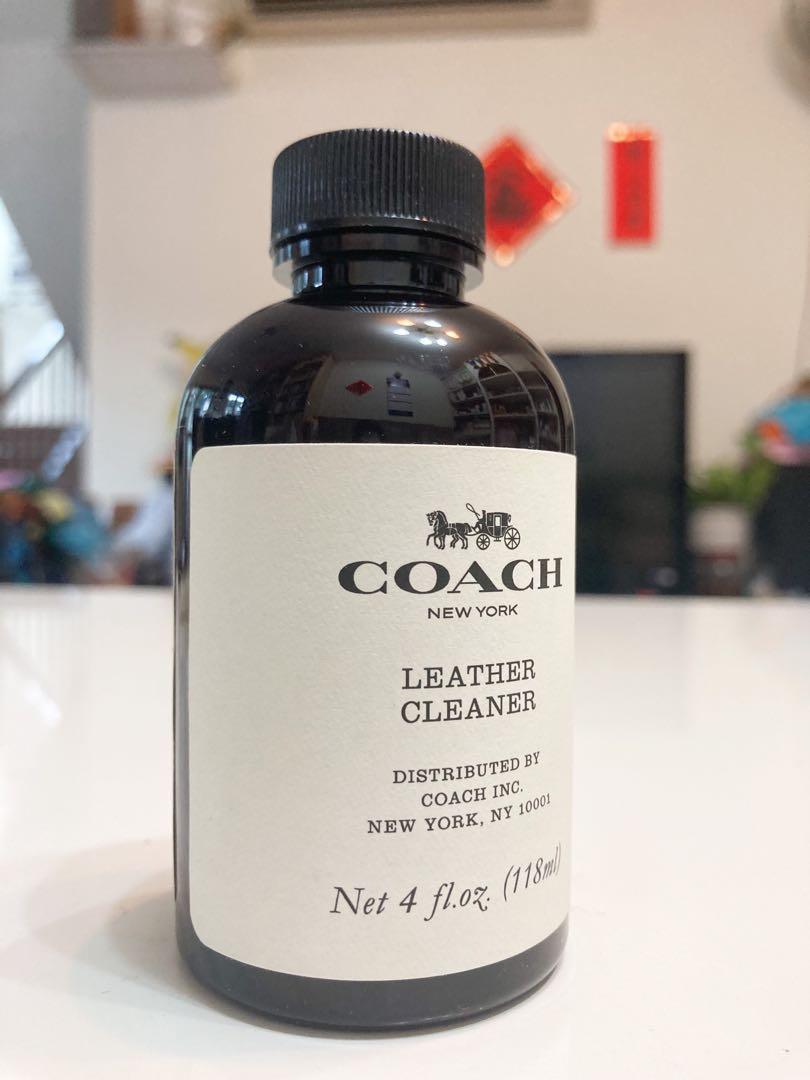 COACH
NEW YORK
LEATHER
CLEANER
DISTRIBUTED BY
COACH INC.
NEW YORK, NY 10001
Net 4 fl.oz. (118ml)